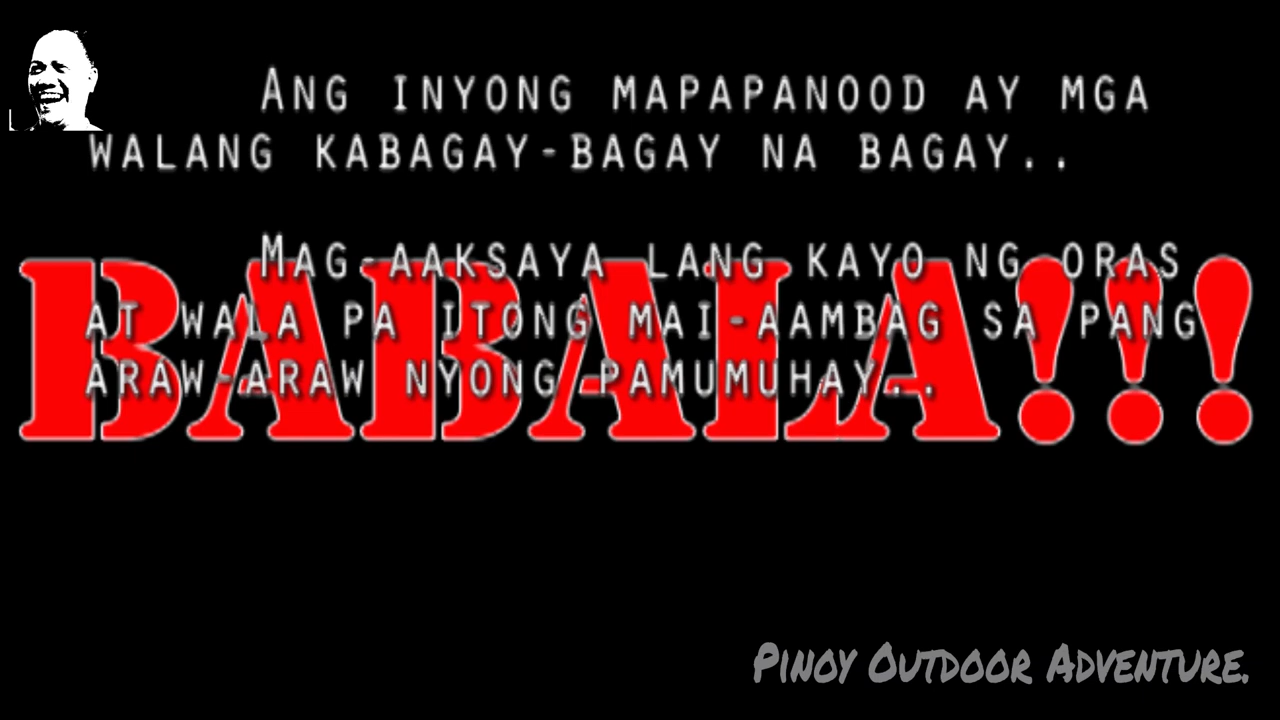 ANG INYONG MAPAPANOOD AY MGA
WALANG KABAGAY-BAGAY NA BAGAY..
MAG-AAKSAYA LANG KAYO NG ORAS
AT WALA PA ITONG MAI-AAMBAG SA PANG
ARAW-ARAW NYONG PAMUMUHAY..
BABALA!!!
PINOY OUTDOOR ADVENTURE.